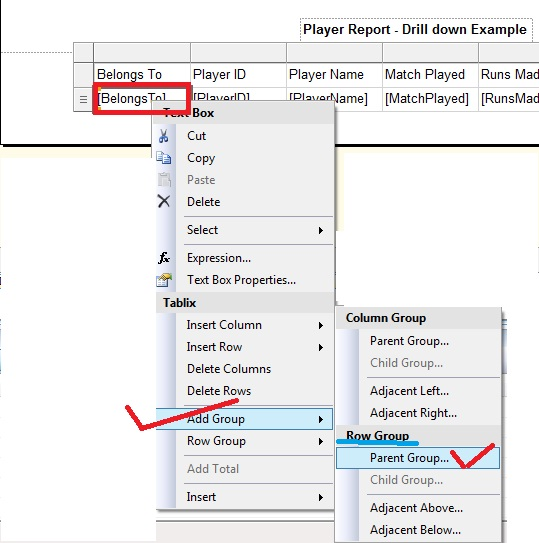 Player Report - Drill down Example
Belongs To Player ID Player Name Match Played Runs Mad
[BelongsTo] [PlayerID] [PlayerName] [MatchPlayed] [RunsMad
Text Box
Cut
Copy
Paste
Delete
Select
fx Expression...
Text Box Properties...
Tablix
Insert Column
Insert Row
Delete Columns
Delete Rows
Add Group
Row Group
Add Total
Insert
Column Group
Parent Group...
Child Group...
Adjacent Left...
Adjacent Right...
Row Group
Parent Group...
Child Group...
Adjacent Above...
Adjacent Below...